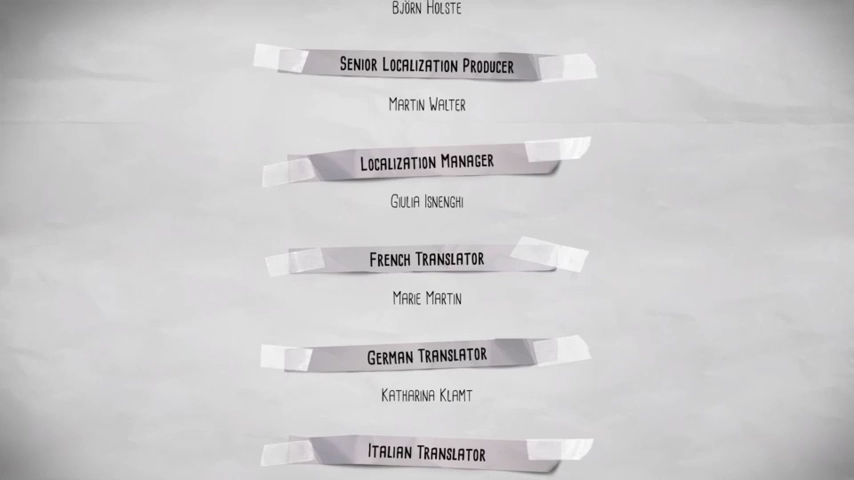 Björn Holste
Senior Localization Producer
Martin Walter
Localization Manager
Giulia Isnenghi
French Translator
Marie Martin
German Translator
Katharina Klamt
Italian Translator